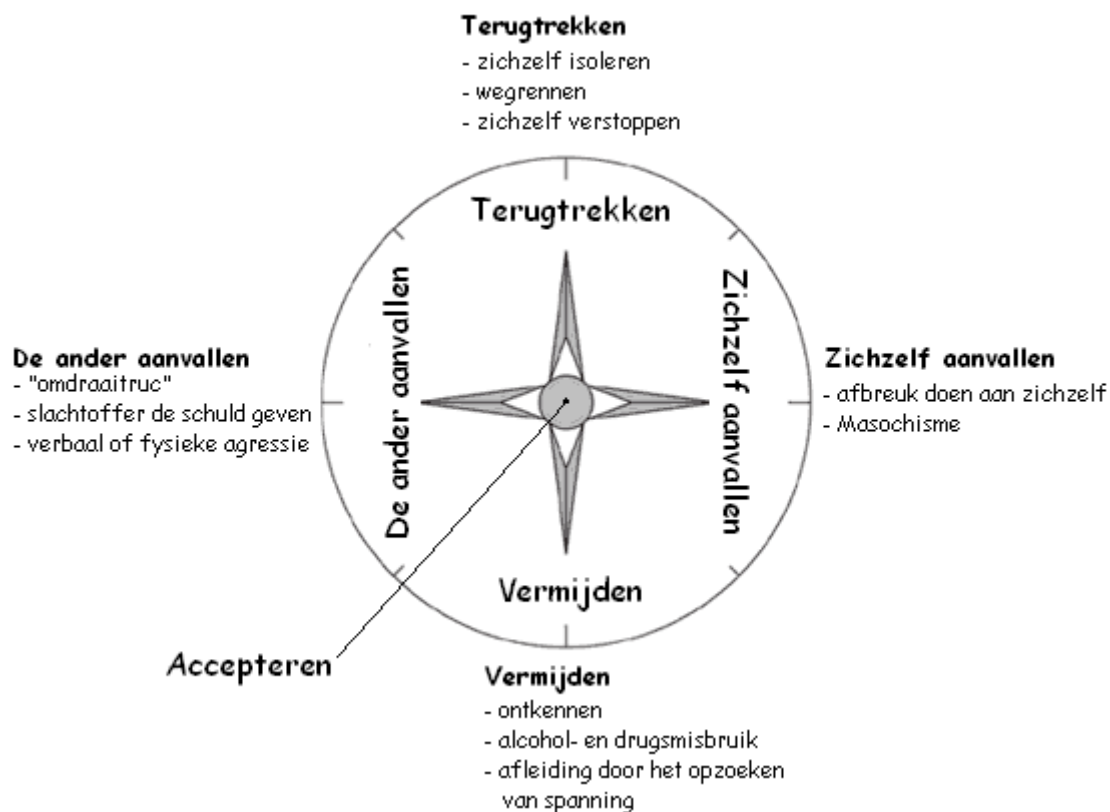 Terugtrekken
- zichzelf isoleren
- wegrennen
- zichzelf verstoppen
Terugtrekken
De ander aanvallen
Zichzelf aanvallen
De ander aanvallen
- "omdraaitruc"
- slachtoffer de schuld geven
- verbaal of fysieke agressie
Zichzelf aanvallen
- afbreuk doen aan zichzelf
- Masochisme
Vermijden
Accepteren
Vermijden
- ontkennen
- alcohol- en drugsmisbruik
- afleiding door het opzoeken
van spanning